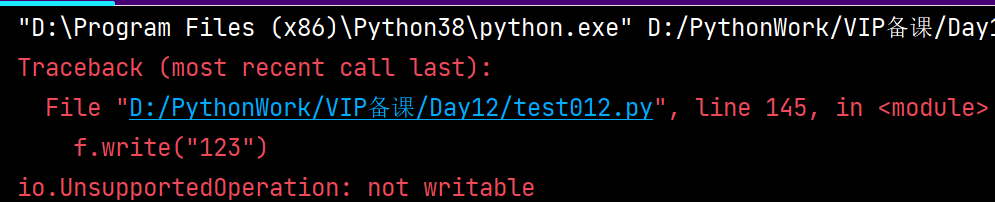 "D:\Program Files (x86)\Python38\python.exe" D:/PythonWork/VIP备课/Day1
Traceback (most recent call last):
  File "D:/PythonWork/VIP备课/Day12/test012.py", line 145, in <module>
    f.write("123")
io.UnsupportedOperation: not writable